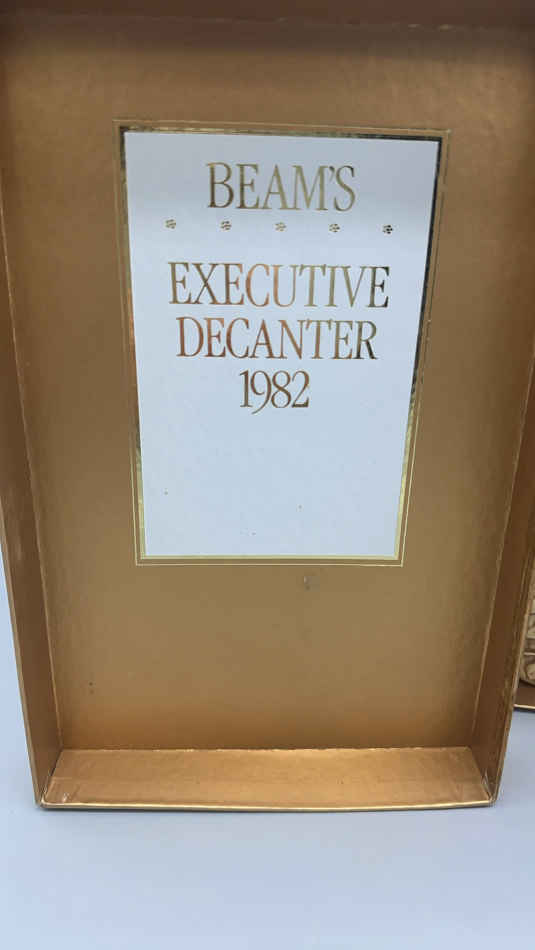 BEAM'S
EXECUTIVE
DECANTER
1982